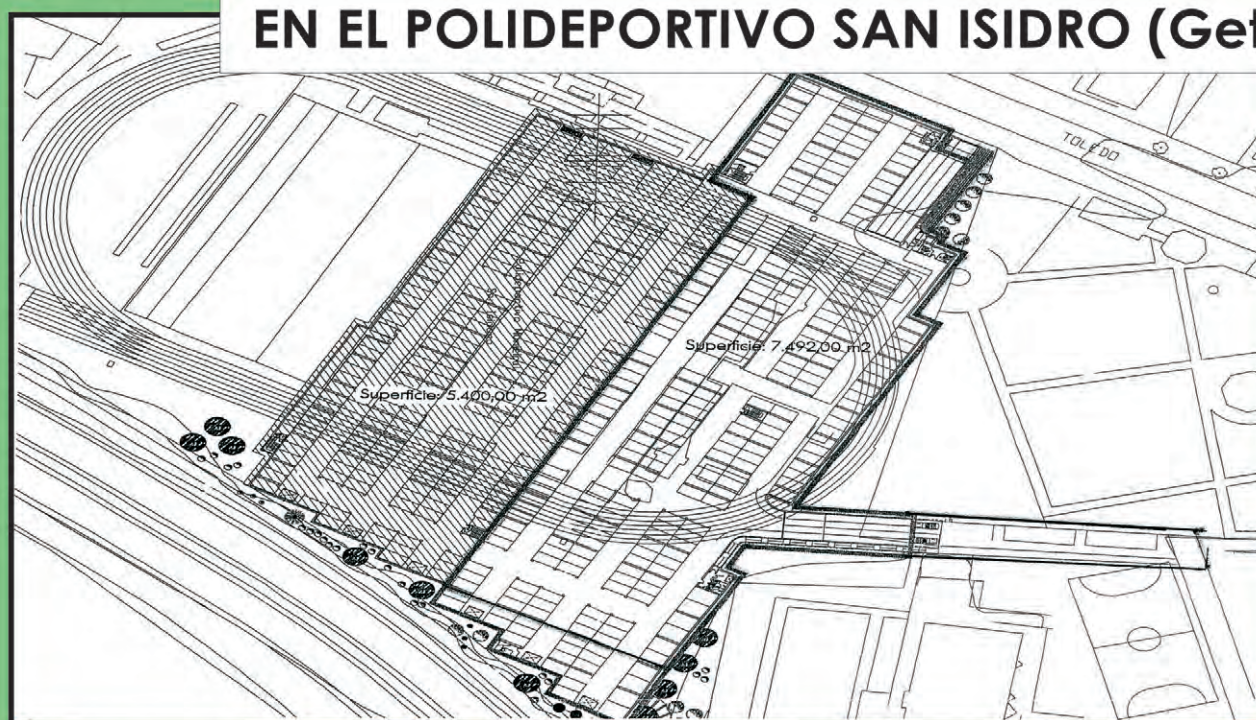 EN EL POLIDEPORTIVO SAN ISIDRO (Get
TOLEDO
Superficie: 7.492,00 m2
Superficie: 5.400,00 m2